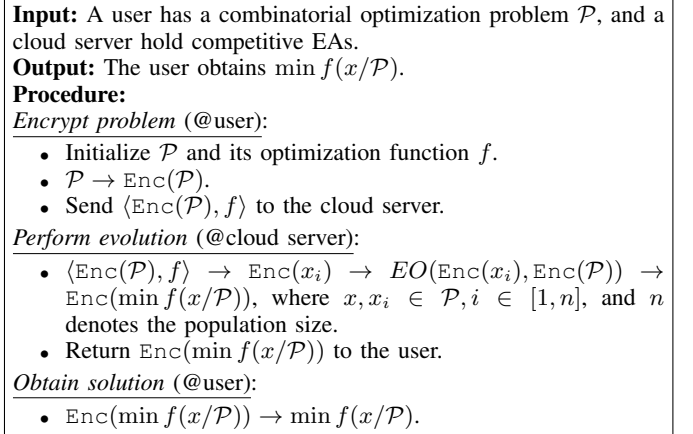 Input: A user has a combinatorial optimization problem 𝒫, and a
cloud server hold competitive EAs.
Output: The user obtains min f(x/𝒫).
Procedure:
Encrypt problem (@user):
• Initialize 𝒫 and its optimization function f.
• 𝒫 → Enc(𝒫).
• Send ⟨Enc(𝒫), f⟩ to the cloud server.
Perform evolution (@cloud server):
• ⟨Enc(𝒫), f⟩ → Enc(xᵢ) → EO(Enc(xᵢ), Enc(𝒫)) →
Enc(min f(x/𝒫)), where x, xᵢ ∈ 𝒫, i ∈ [1, n], and n
denotes the population size.
• Return Enc(min f(x/𝒫)) to the user.
Obtain solution (@user):
• Enc(min f(x/𝒫)) → min f(x/𝒫).